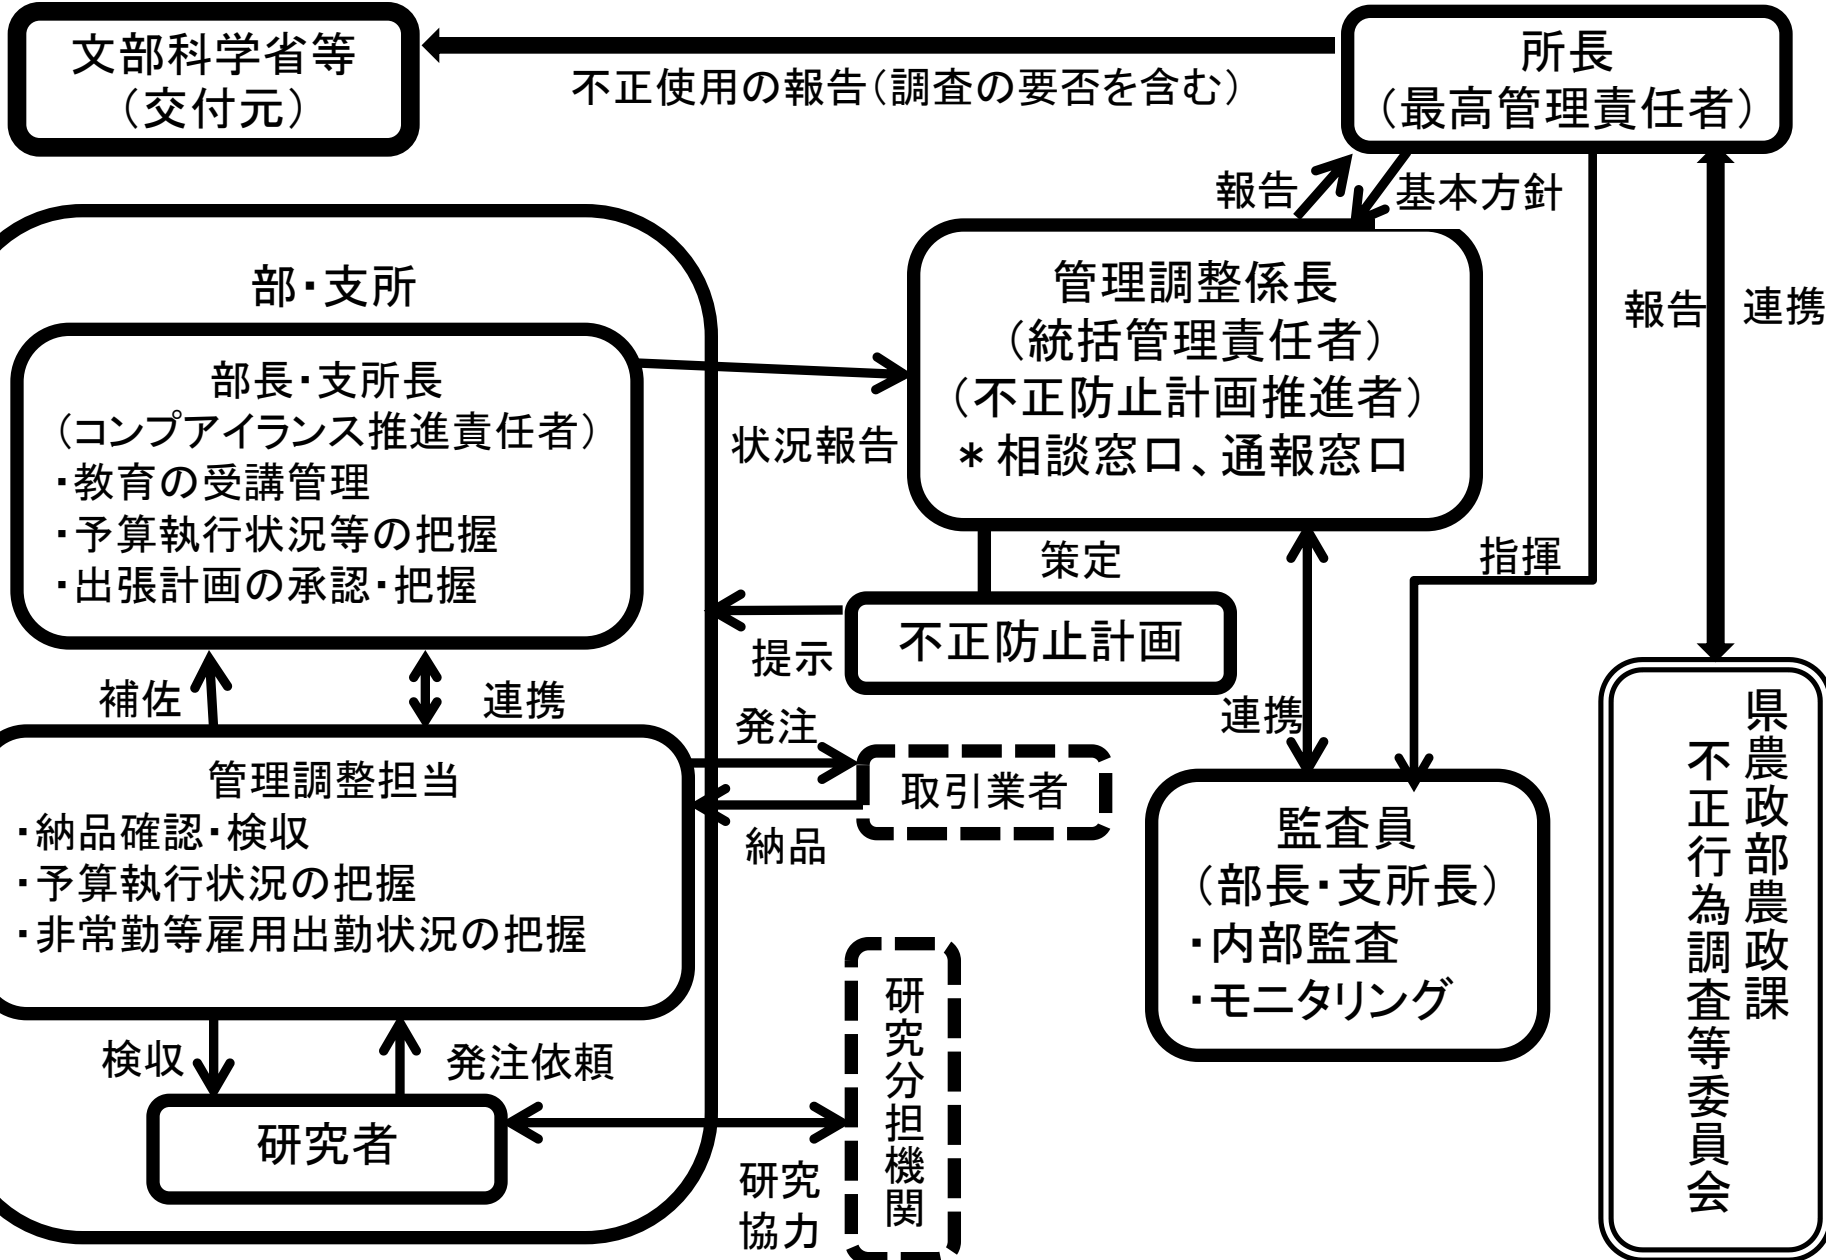 文部科学省等
（交付元）
不正使用の報告（調査の要否を含む）
所長
（最高管理責任者）
報告
基本方針
部・支所
部長・支所長
（コンプアイランス推進責任者）
・教育の受講管理
・予算執行状況等の把握
・出張計画の承認・把握
状況報告
管理調整係長
（統括管理責任者）
（不正防止計画推進者）
＊相談窓口、通報窓口
報告
連携
策定
指揮
不正防止計画
提示
補佐
連携
発注
連携
管理調整担当
・納品確認・検収
・予算執行状況の把握
・非常勤等雇用出勤状況の把握
取引業者
納品
監査員
（部長・支所長）
・内部監査
・モニタリング
県農政部農政課
不正行為調査等委員会
検収
発注依頼
研究者
研究分担機関
研究
協力